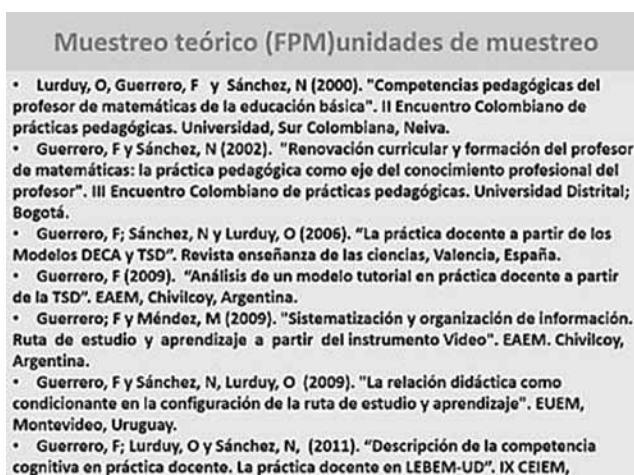 Muestreo teórico (FPM)unidades de muestreo
• Lurduy, O, Guerrero, F y Sánchez, N (2000). "Competencias pedagógicas del
profesor de matemáticas de la educación básica". II Encuentro Colombiano de
prácticas pedagógicas. Universidad, Sur Colombiana, Neiva.
• Guerrero, F y Sánchez, N (2002). "Renovación curricular y formación del profesor
de matemáticas: la práctica pedagógica como eje del conocimiento profesional del
profesor". III Encuentro Colombiano de prácticas pedagógicas. Universidad Distrital;
Bogotá.
• Guerrero, F; Sánchez, N y Lurduy, O (2006). “La práctica docente a partir de los
Modelos DECA y TSD”. Revista enseñanza de las ciencias, Valencia, España.
• Guerrero, F (2009). “Análisis de un modelo tutorial en práctica docente a partir
de la TSD”. EAEM, Chivilcoy, Argentina.
• Guerrero; F y Méndez, M (2009). "Sistematización y organización de información.
Ruta de estudio y aprendizaje a partir del instrumento Video". EAEM. Chivilcoy,
Argentina.
• Guerrero, F y Sánchez, N, Lurduy, O (2009). "La relación didáctica como
condicionante en la configuración de la ruta de estudio y aprendizaje". EUEM,
Montevideo, Uruguay.
• Guerrero, F; Lurduy, O y Sánchez, N, (2011). “Descripción de la competencia
cognitiva en práctica docente. La práctica docente en LEBEM-UD”. IX CEIEM,